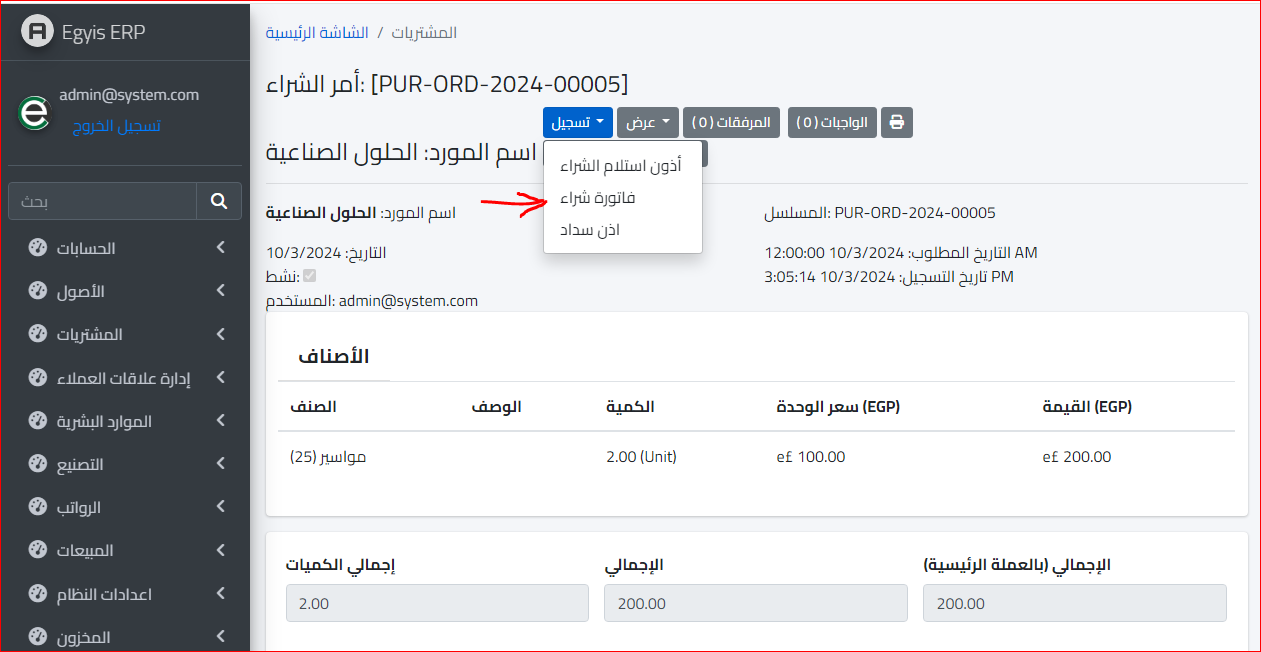 Egyis ERP
admin@system.com
تسجيل الخروج
بحث
الحسابات
الأصول
المشتريات
إدارة علاقات العملاء
الموارد البشرية
التصنيع
الرواتب
المبيعات
اعدادات النظام
المخزون
الشاشة الرئيسية / المشتريات
أمر الشراء: [PUR-ORD-2024-00005]
تسجيل عرض المرفقات ( 0 ) الواجبات ( 0 )
اسم المورد: الحلول الصناعية
أذون استلام الشراء
فاتورة شراء
اذن سداد
اسم المورد: الحلول الصناعية
المسلسل: PUR-ORD-2024-00005
التاريخ: 10/3/2024
التاريخ المطلوب: 10/3/2024 12:00:00 AM
نشط:
تاريخ التسجيل: 10/3/2024 3:05:14 PM
المستخدم: admin@system.com
الأصناف
الصنف الوصف الكمية سعر الوحدة (EGP) القيمة (EGP)
مواسير (25) 2.00 (Unit) e£ 100.00 e£ 200.00
إجمالي الكميات الإجمالي الإجمالي (بالعملة الرئيسية)
2.00 200.00 200.00